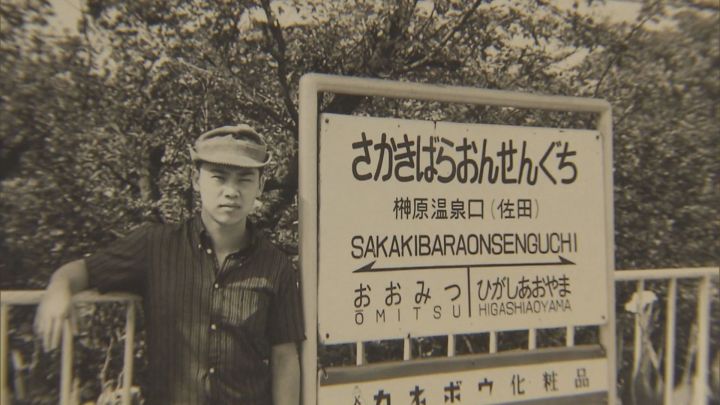 さかきばらおんせんぐち
榊原温泉口(佐田)
SAKAKIBARAONSENGUCHI
おおみつ ひがしあおやま
ŌMITSU HIGASHIAOYAMA
カネボウ化粧品